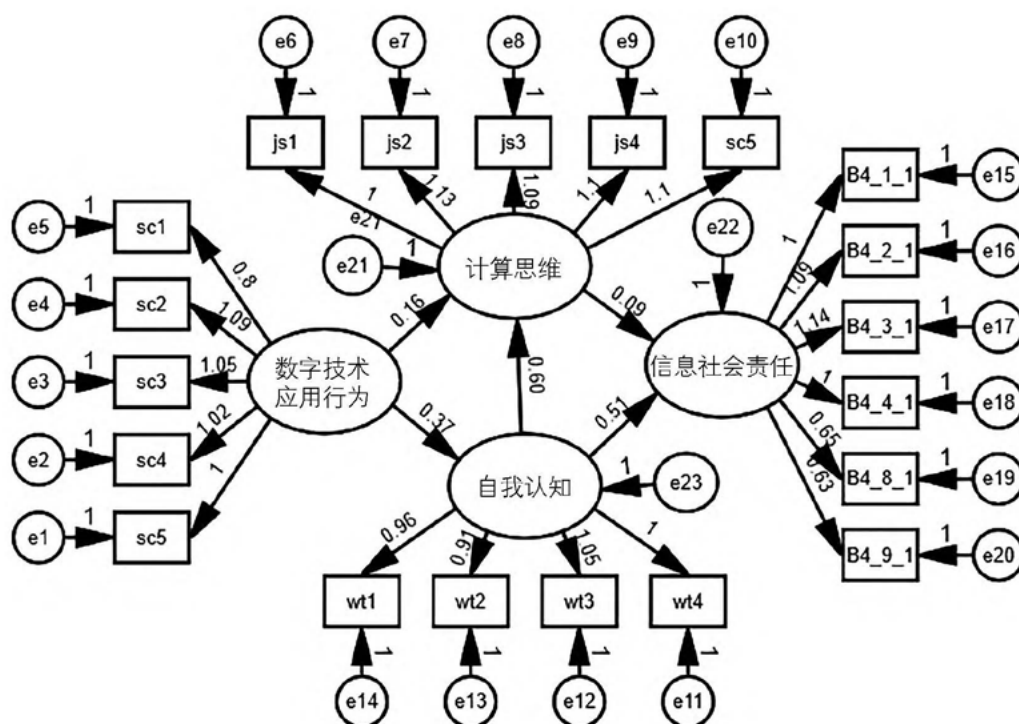 e6 e7 e8 e9 e10
1 1 1 1 1
js1 js2 js3 js4 sc5
1 1.13 1.09 1.1 1.1
e21
e21 1
计算思维
e22
1
e5 1 sc1
e4 1 sc2
e3 1 sc3
e2 1 sc4
e1 1 sc5
0.8
1.09
1.05
1.02
1
数字技术
应用行为
0.16
0.37
0.60
0.09
0.51
信息社会责任
自我认知
1 e23
1
1.09
1.14
1
0.65
0.63
B4_1_1 1 e15
B4_2_1 1 e16
B4_3_1 1 e17
B4_4_1 1 e18
B4_8_1 1 e19
B4_9_1 1 e20
0.96 0.91 1.05 1
wt1 wt2 wt3 wt4
1 1 1 1
e14 e13 e12 e11